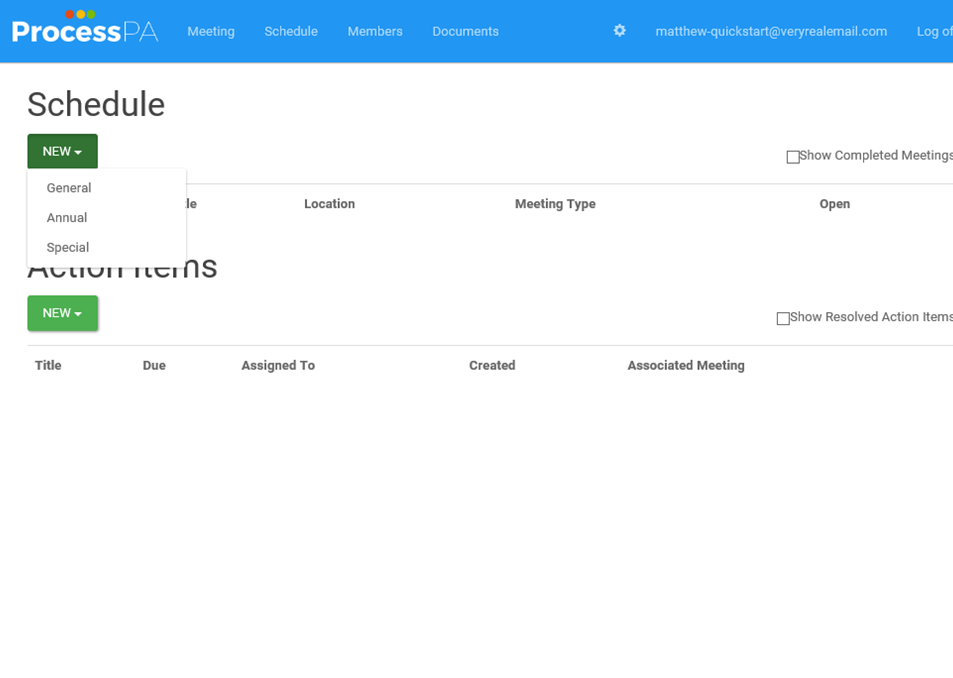 ProcessPA Meeting Schedule Members Documents matthew-quickstart@veryrealemail.com Log of
Schedule
NEW
Show Completed Meetings
General
Annual
Special
Location Meeting Type Open
Action Items
NEW
Show Resolved Action Items
Title Due Assigned To Created Associated Meeting